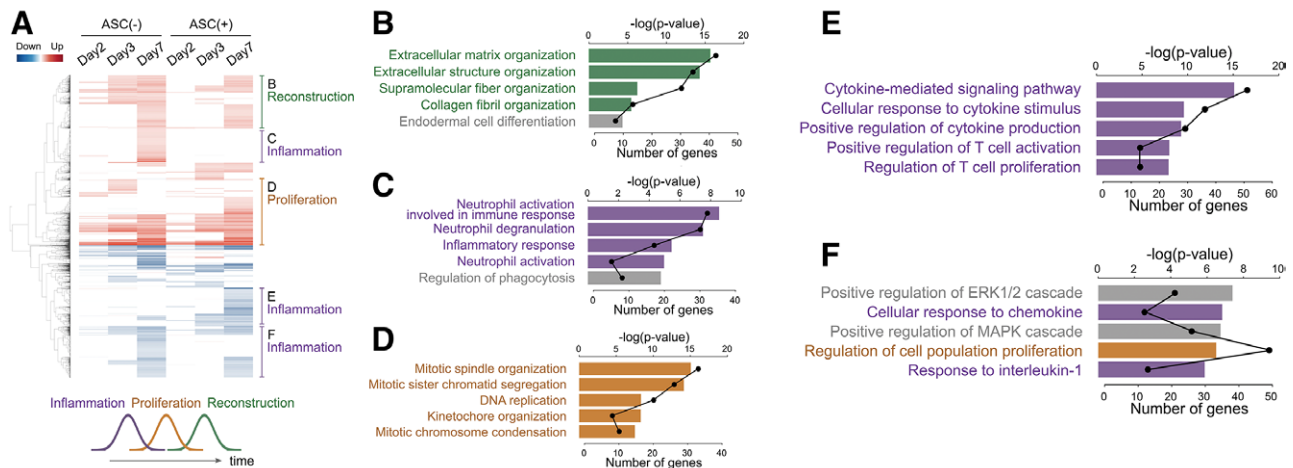 A
ASC(-) ASC(+)
Down Up
Day2 Day3 Day7 Day2 Day3 Day7
B
Reconstruction
C
Inflammation
D
Proliferation
E
Inflammation
F
Inflammation
Inflammation Proliferation Reconstruction
time
B
-log(p-value)
0 5 10 15 20
Extracellular matrix organization
Extracellular structure organization
Supramolecular fiber organization
Collagen fibril organization
Endodermal cell differentiation
0 10 20 30 40 50
Number of genes
C
-log(p-value)
0 2 4 6 8 10
Neutrophil activation
involved in immune response
Neutrophil degranulation
Inflammatory response
Neutrophil activation
Regulation of phagocytosis
0 10 20 30 40
Number of genes
D
-log(p-value)
0 5 10 15 20
Mitotic spindle organization
Mitotic sister chromatid segregation
DNA replication
Kinetochore organization
Mitotic chromosome condensation
0 10 20 30 40
Number of genes
E
-log(p-value)
0 5 10 15 20
Cytokine-mediated signaling pathway
Cellular response to cytokine stimulus
Positive regulation of cytokine production
Positive regulation of T cell activation
Regulation of T cell proliferation
0 10 20 30 40 50 60
Number of genes
F
-log(p-value)
0 2 4 6 8 10
Positive regulation of ERK1/2 cascade
Cellular response to chemokine
Positive regulation of MAPK cascade
Regulation of cell population proliferation
Response to interleukin-1
0 10 20 30 40 50
Number of genes